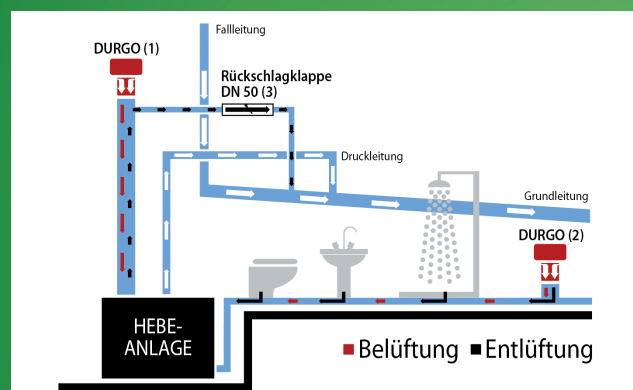 Fallleitung
DURGO (1)
Rückschlagklappe
DN 50 (3)
Druckleitung
Grundleitung
DURGO (2)
HEBE-
ANLAGE
Belüftung
Entlüftung